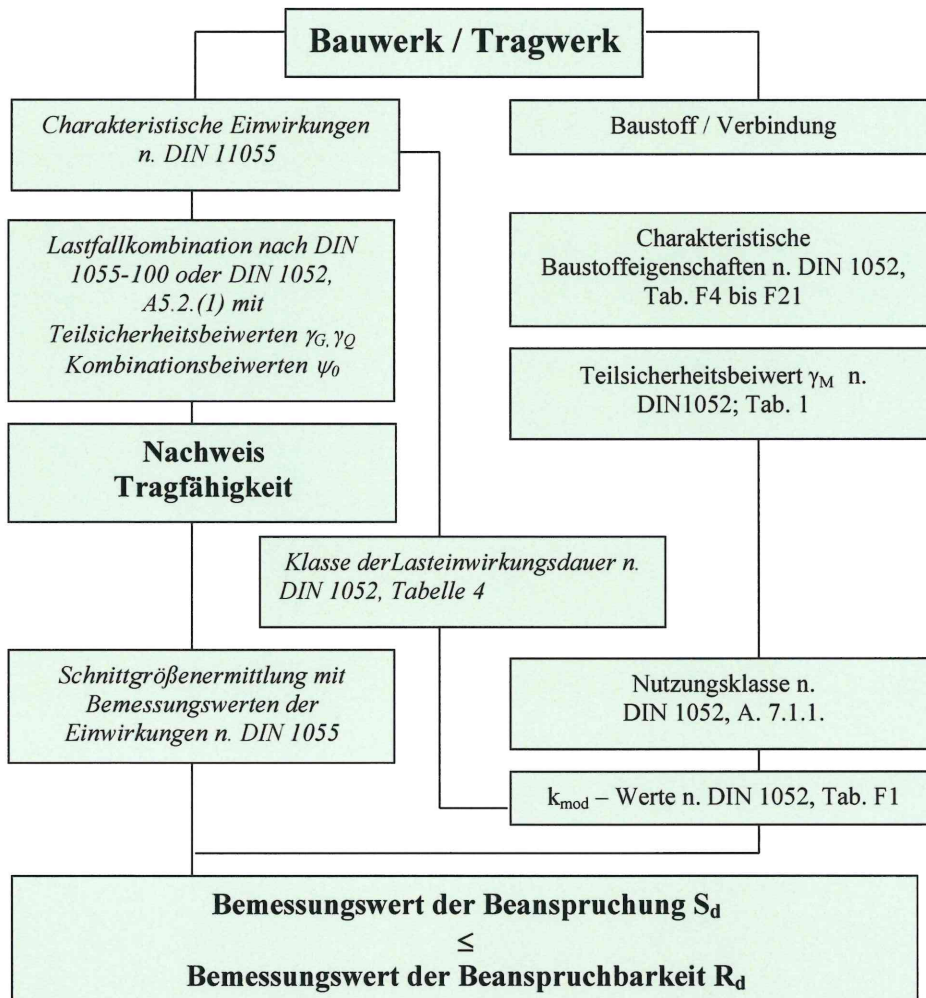 Bauwerk / Tragwerk
Charakteristische Einwirkungen
n. DIN 11055
Baustoff / Verbindung
Lastfallkombination nach DIN
1055-100 oder DIN 1052,
A5.2.(1) mit
Teilsicherheitsbeiwerten γG, γQ
Kombinationsbeiwerten ψ0
Charakteristische
Baustoffeigenschaften n. DIN 1052,
Tab. F4 bis F21
Teilsicherheitsbeiwert γM n.
DIN1052; Tab. 1
Nachweis
Tragfähigkeit
Klasse derLasteinwirkungsdauer n.
DIN 1052, Tabelle 4
Schnittgrößenermittlung mit
Bemessungswerten der
Einwirkungen n. DIN 1055
Nutzungsklasse n.
DIN 1052, A. 7.1.1.
kmod – Werte n. DIN 1052, Tab. F1
Bemessungswert der Beanspruchung Sd
≤
Bemessungswert der Beanspruchbarkeit Rd